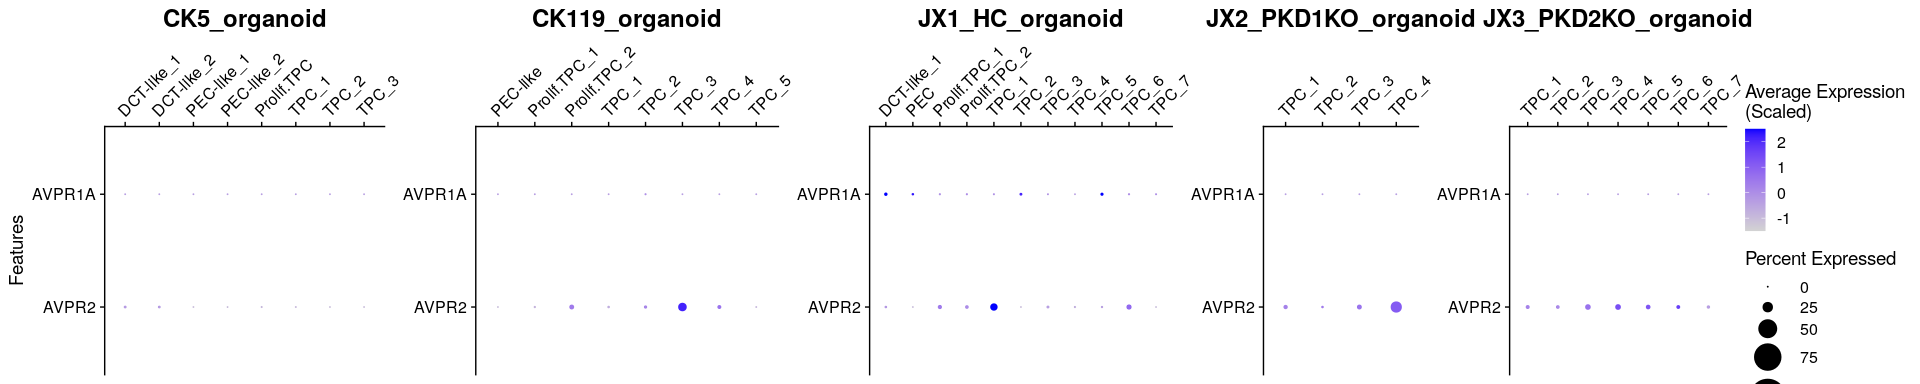 CK5_organoid
DCT-like_1
DCT-like_2
PEC-like_1
PEC-like_2
Prolif.TPC
TPC_1
TPC_2
TPC_3
CK119_organoid
PEC-like
Prolif.TPC_1
Prolif.TPC_2
TPC_1
TPC_2
TPC_3
TPC_4
TPC_5
JX1_HC_organoid
DCT-like_1
PEC
Prolif.TPC_1
Prolif.TPC_2
TPC_1
TPC_2
TPC_3
TPC_4
TPC_5
TPC_6
TPC_7
JX2_PKD1KO_organoid
TPC_1
TPC_2
TPC_3
TPC_4
JX3_PKD2KO_organoid
TPC_1
TPC_2
TPC_3
TPC_4
TPC_5
TPC_6
TPC_7
Features
AVPR1A
AVPR2
AVPR1A
AVPR2
AVPR1A
AVPR2
AVPR1A
AVPR2
AVPR1A
AVPR2
Average Expression
(Scaled)
2
1
0
-1
Percent Expressed
0
25
50
75